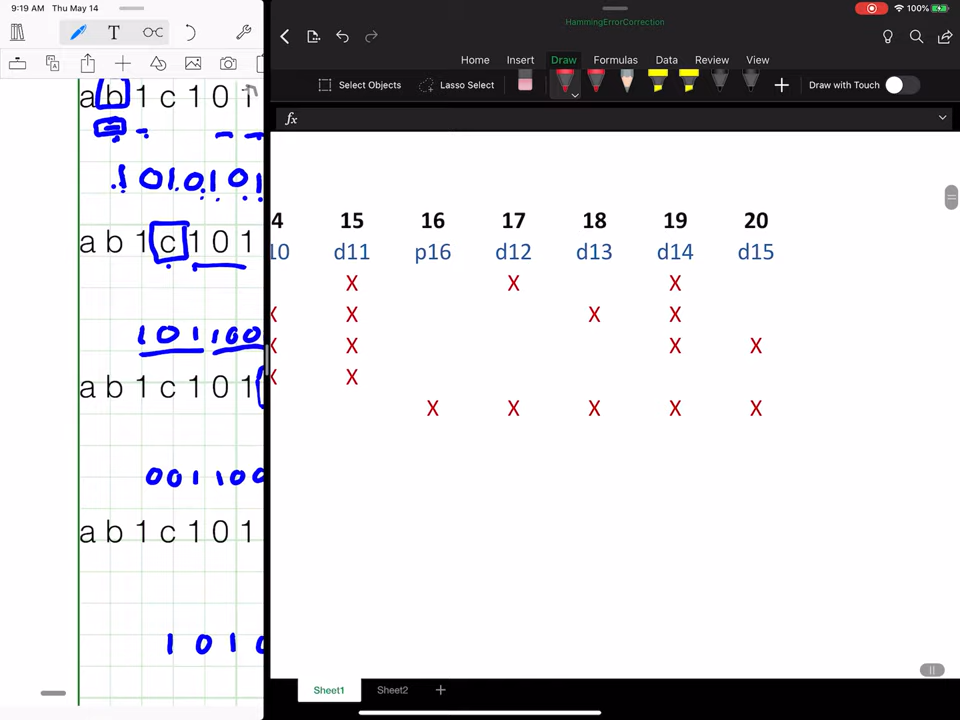 9:19 AM Thu May 14
100%
HammingErrorCorrection
Home Insert Draw Formulas Data Review View
T
Select Objects Lasso Select Draw with Touch
fx
a b 1 c 1 0 1
1 0 1 0 1 0 1
a b 1 c 1 0 1
1 0 1 1 0 0
a b 1 c 1 0 1
0 0 1 1 0 0
a b 1 c 1 0 1
1 0 1 0
4 15 16 17 18 19 20
10 d11 p16 d12 d13 d14 d15
X X X
X X X X
X X X X
X X
X X X X X
Sheet1 Sheet2